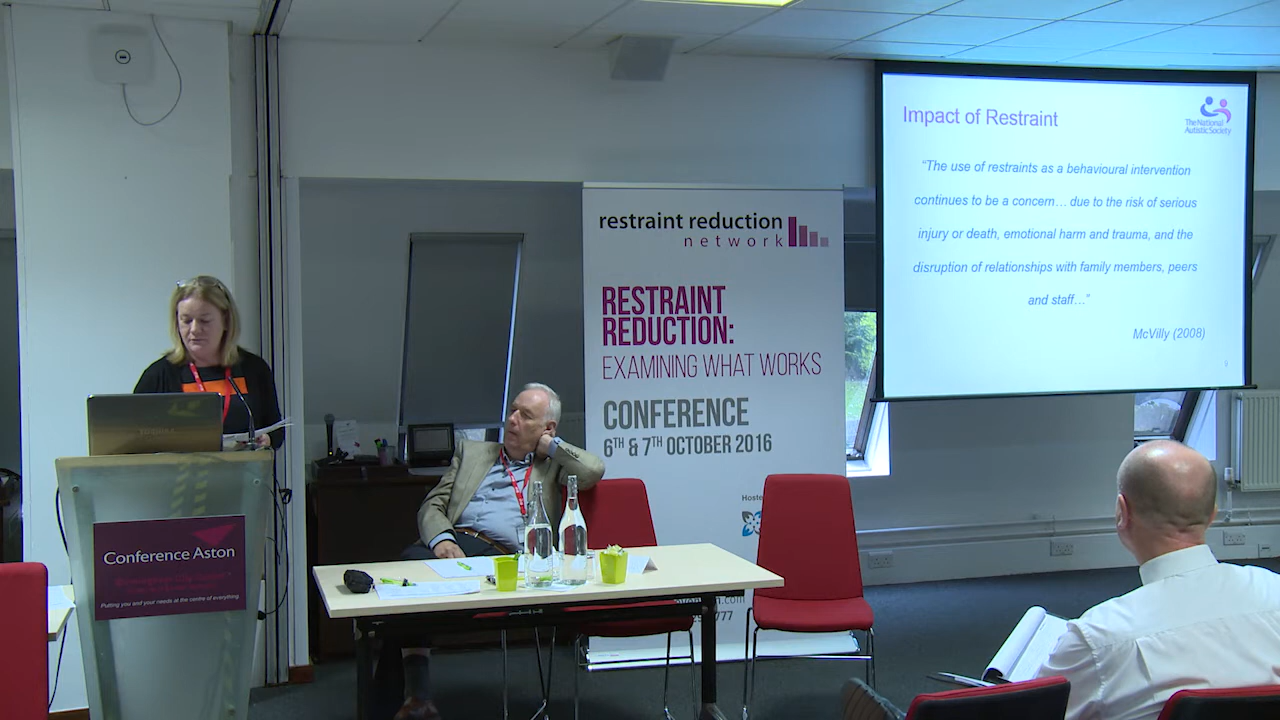 Impact of Restraint
The National
Autistic Society
“The use of restraints as a behavioural intervention
continues to be a concern… due to the risk of serious
injury or death, emotional harm and trauma, and the
disruption of relationships with family members, peers
and staff…”
McVilly (2008)
9
restraint reduction
network
RESTRAINT
REDUCTION:
EXAMINING WHAT WORKS
CONFERENCE
6TH & 7TH OCTOBER 2016
Hoste
777
Conference Aston
Putting you and your needs at the centre of everything